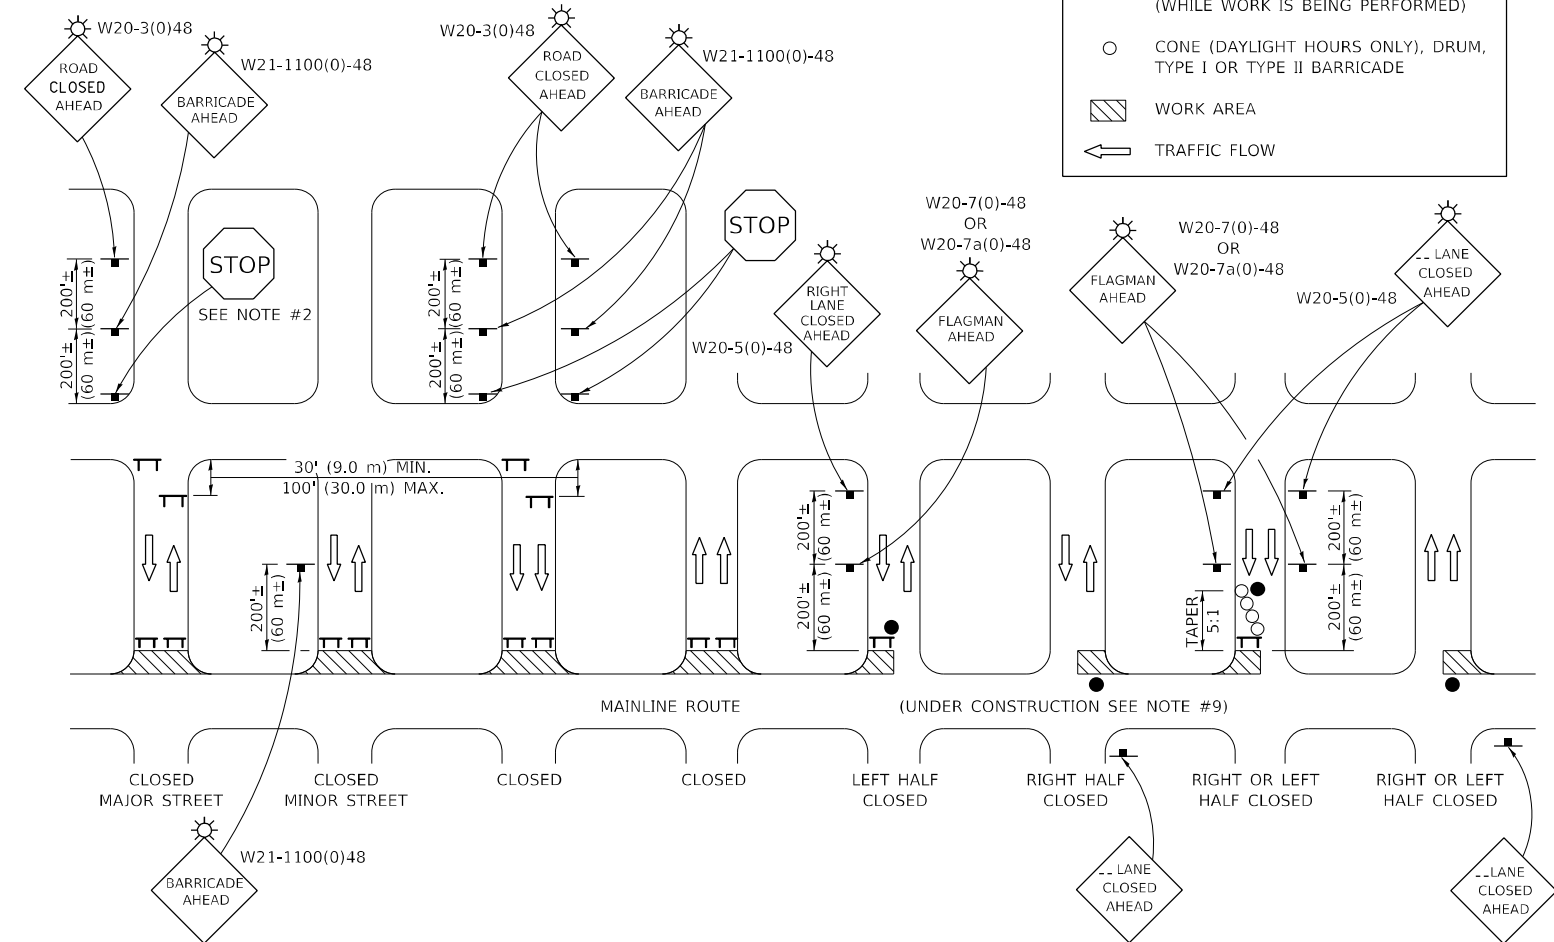 (WHILE WORK IS BEING PERFORMED)
CONE (DAYLIGHT HOURS ONLY), DRUM,
TYPE I OR TYPE II BARRICADE
WORK AREA
TRAFFIC FLOW
W20-3(0)48
ROAD
CLOSED
AHEAD
W21-1100(0)-48
BARRICADE
AHEAD
W20-3(0)48
ROAD
CLOSED
AHEAD
W21-1100(0)-48
BARRICADE
AHEAD
STOP
SEE NOTE #2
STOP
W20-5(0)-48
RIGHT
LANE
CLOSED
AHEAD
W20-7(0)-48
OR
W20-7a(0)-48
FLAGMAN
AHEAD
FLAGMAN
AHEAD
W20-7(0)-48
OR
W20-7a(0)-48
W20-5(0)-48
-- LANE
CLOSED
AHEAD
200'±
(60 m±)
200'±
(60 m±)
200'±
(60 m±)
200'±
(60 m±)
30' (9.0 m) MIN.
100' (30.0 m) MAX.
200'±
(60 m±)
200'±
(60 m±)
200'±
(60 m±)
TAPER
5:1
200'±
(60 m±)
200'±
(60 m±)
MAINLINE ROUTE
(UNDER CONSTRUCTION SEE NOTE #9)
CLOSED
MAJOR STREET
CLOSED
MINOR STREET
CLOSED
CLOSED
LEFT HALF
CLOSED
RIGHT HALF
CLOSED
RIGHT OR LEFT
HALF CLOSED
RIGHT OR LEFT
HALF CLOSED
W21-1100(0)48
BARRICADE
AHEAD
-- LANE
CLOSED
AHEAD
--LANE
CLOSED
AHEAD